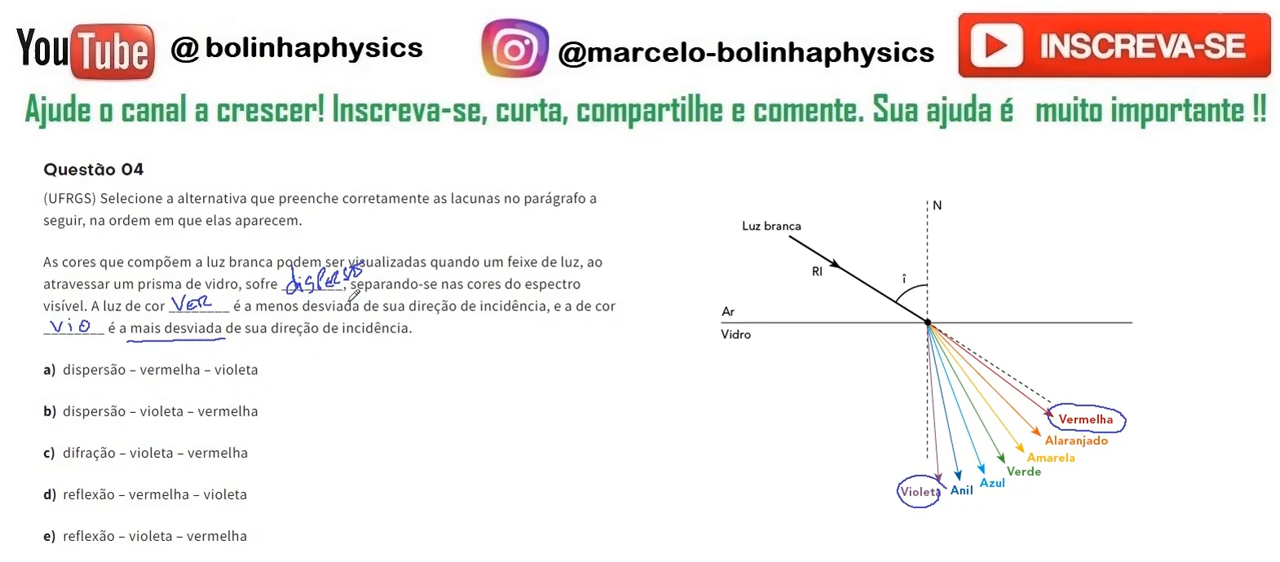 YouTube @bolinhaphysics @marcelo-bolinhaphysics INSCREVA-SE
Ajude o canal a crescer! Inscreva-se, curta, compartilhe e comente. Sua ajuda é muito importante !!
Questão 04
(UFRGS) Selecione a alternativa que preenche corretamente as lacunas no parágrafo a
seguir, na ordem em que elas aparecem.
As cores que compõem a luz branca podem ser visualizadas quando um feixe de luz, ao
atravessar um prisma de vidro, sofre dispersão, separando-se nas cores do espectro
visível. A luz de cor VER é a menos desviada de sua direção de incidência, e a de cor
Vio é a mais desviada de sua direção de incidência.
a) dispersão – vermelha – violeta
b) dispersão – violeta – vermelha
c) difração – violeta – vermelha
d) reflexão – vermelha – violeta
e) reflexão – violeta – vermelha
N
Luz branca
RI
î
Ar
Vidro
Vermelha
Alaranjado
Amarela
Verde
Azul
Anil
Violeta